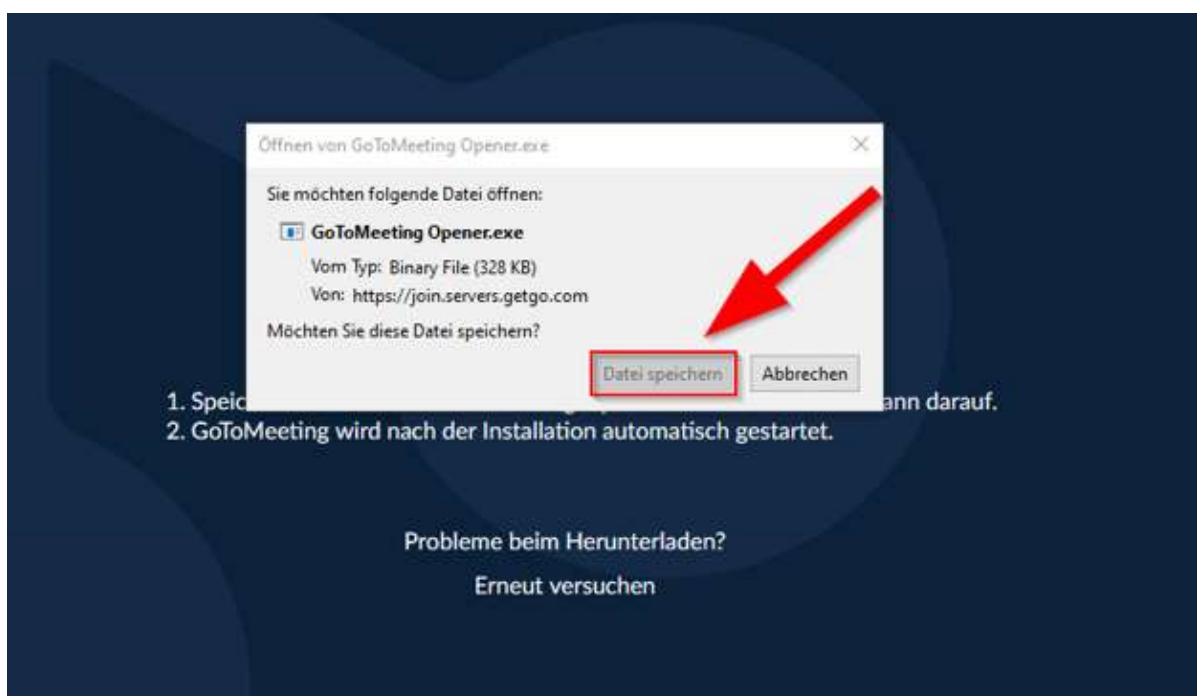 Öffnen von GoToMeeting Opener.exe
Sie möchten folgende Datei öffnen:
GoToMeeting Opener.exe
Vom Typ: Binary File (328 KB)
Von: https://join.servers.getgo.com
Möchten Sie diese Datei speichern?
Datei speichern Abbrechen
1. Speic ann darauf.
2. GoToMeeting wird nach der Installation automatisch gestartet.
Probleme beim Herunterladen?
Erneut versuchen